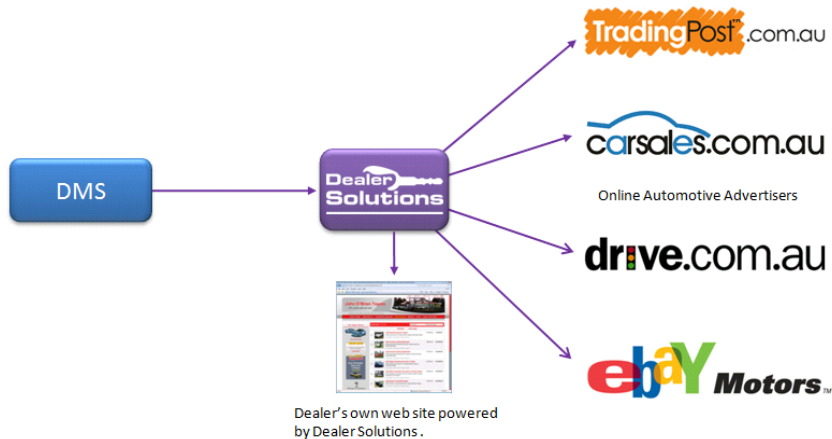 TradingPost™.com.au
carsales.com.au
DMS
Dealer
Solutions
Online Automotive Advertisers
drive.com.au
ebaY Motors™
Dealer's own web site powered
by Dealer Solutions .